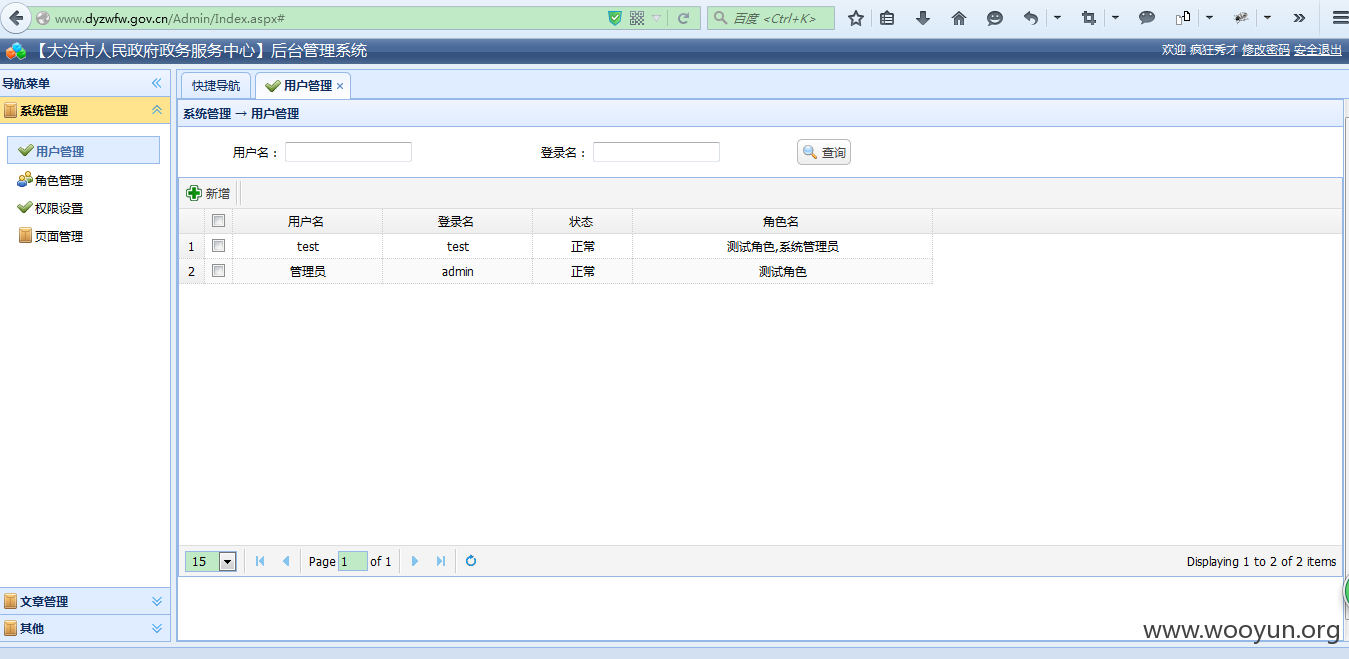 www.dyzwfw.gov.cn/Admin/Index.aspx#
百度 <Ctrl+K>
【大冶市人民政府政务服务中心】后台管理系统
欢迎 疯狂秀才 修改密码 安全退出
导航菜单
快捷导航 用户管理
系统管理
系统管理 → 用户管理
用户管理
角色管理
权限设置
页面管理
用户名： 登录名： 查询
新增
用户名 登录名 状态 角色名
1 test test 正常 测试角色,系统管理员
2 管理员 admin 正常 测试角色
15 Page 1 of 1 Displaying 1 to 2 of 2 items
文章管理
其他
www.wooyun.org